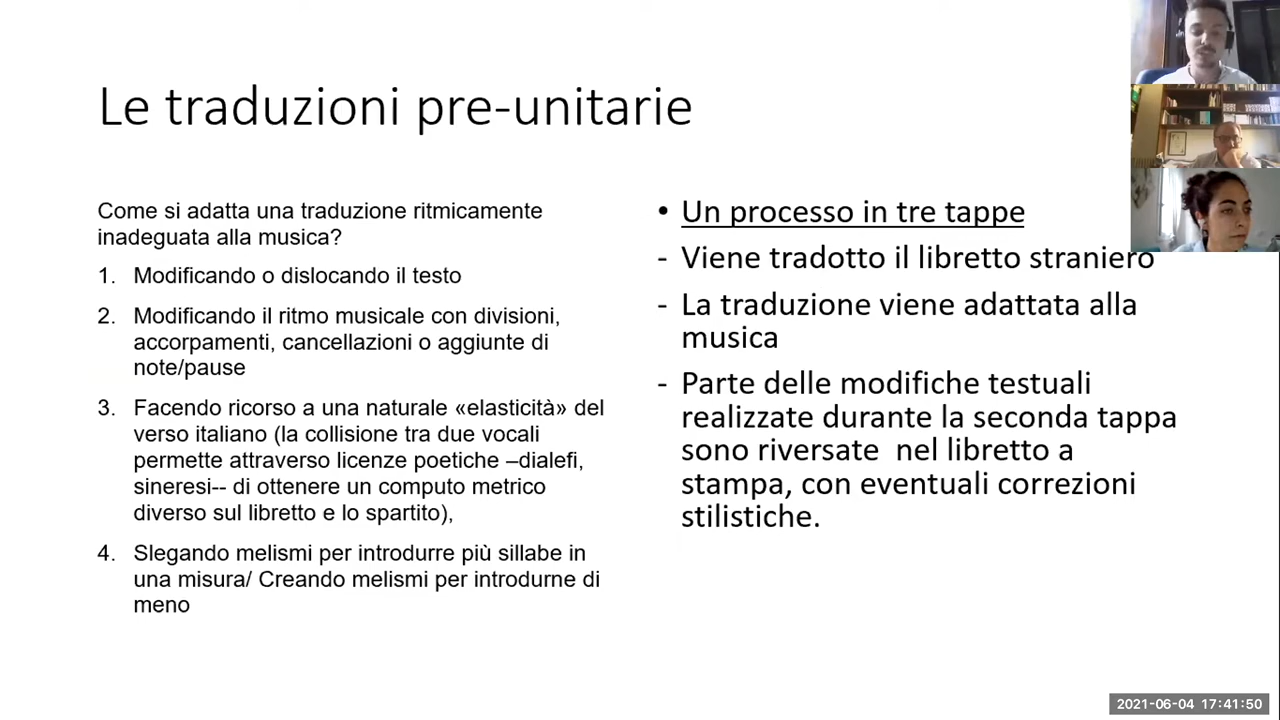 Le traduzioni pre-unitarie
Come si adatta una traduzione ritmicamente
inadeguata alla musica?
1. Modificando o dislocando il testo
2. Modificando il ritmo musicale con divisioni,
accorpamenti, cancellazioni o aggiunte di
note/pause
3. Facendo ricorso a una naturale «elasticità» del
verso italiano (la collisione tra due vocali
permette attraverso licenze poetiche –dialefi,
sineresi-- di ottenere un computo metrico
diverso sul libretto e lo spartito),
4. Slegando melismi per introdurre più sillabe in
una misura/ Creando melismi per introdurne di
meno
• Un processo in tre tappe
- Viene tradotto il libretto straniero
- La traduzione viene adattata alla
musica
- Parte delle modifiche testuali
realizzate durante la seconda tappa
sono riversate nel libretto a
stampa, con eventuali correzioni
stilistiche.
2021-06-04 17:41:50